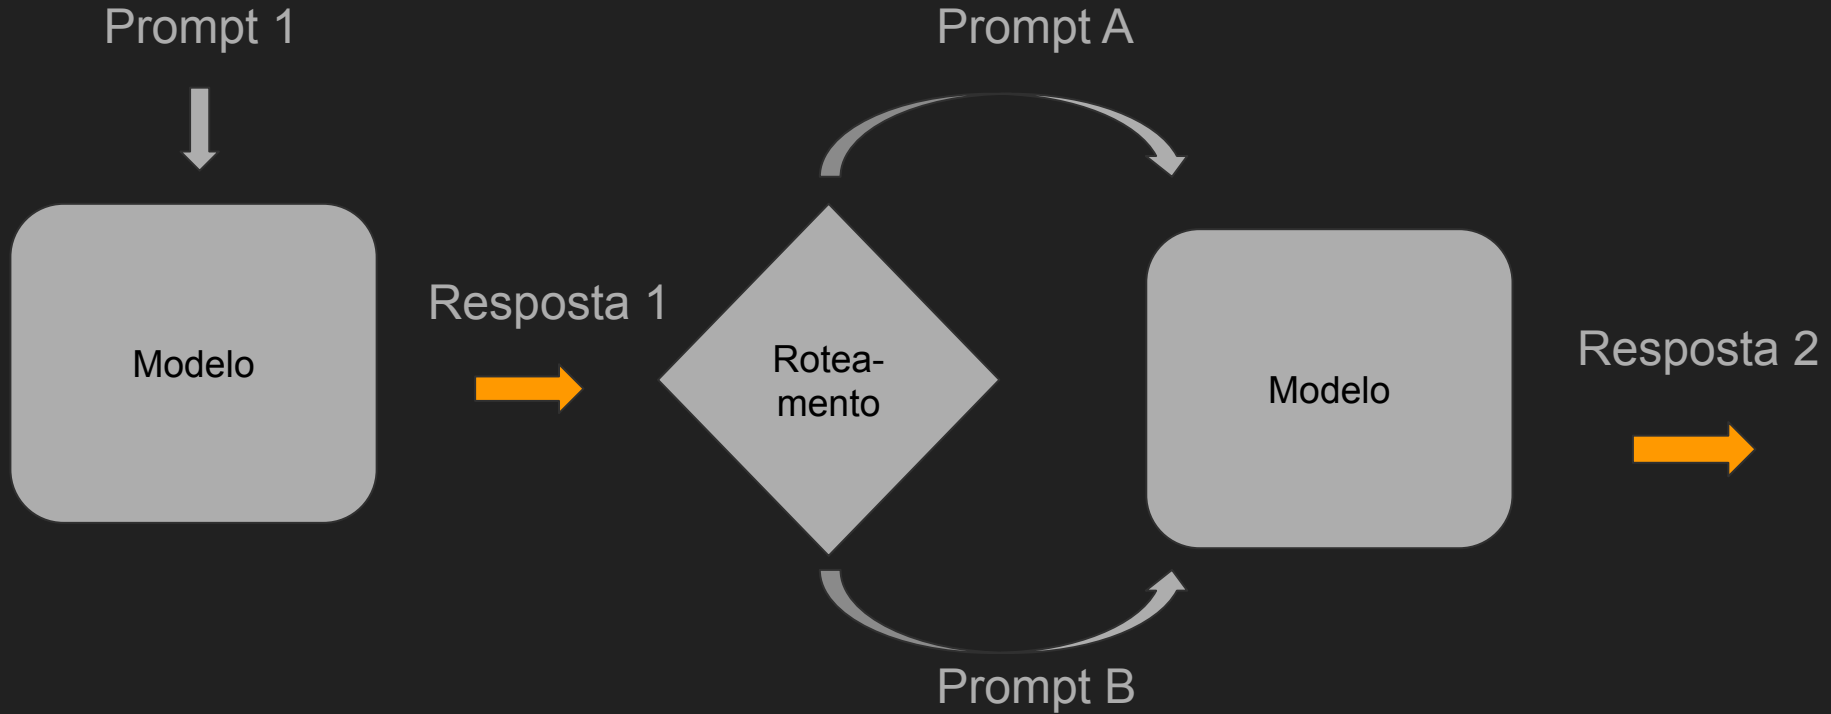 Prompt 1
Prompt A
Modelo
Resposta 1
Rotea-
mento
Modelo
Resposta 2
Prompt B